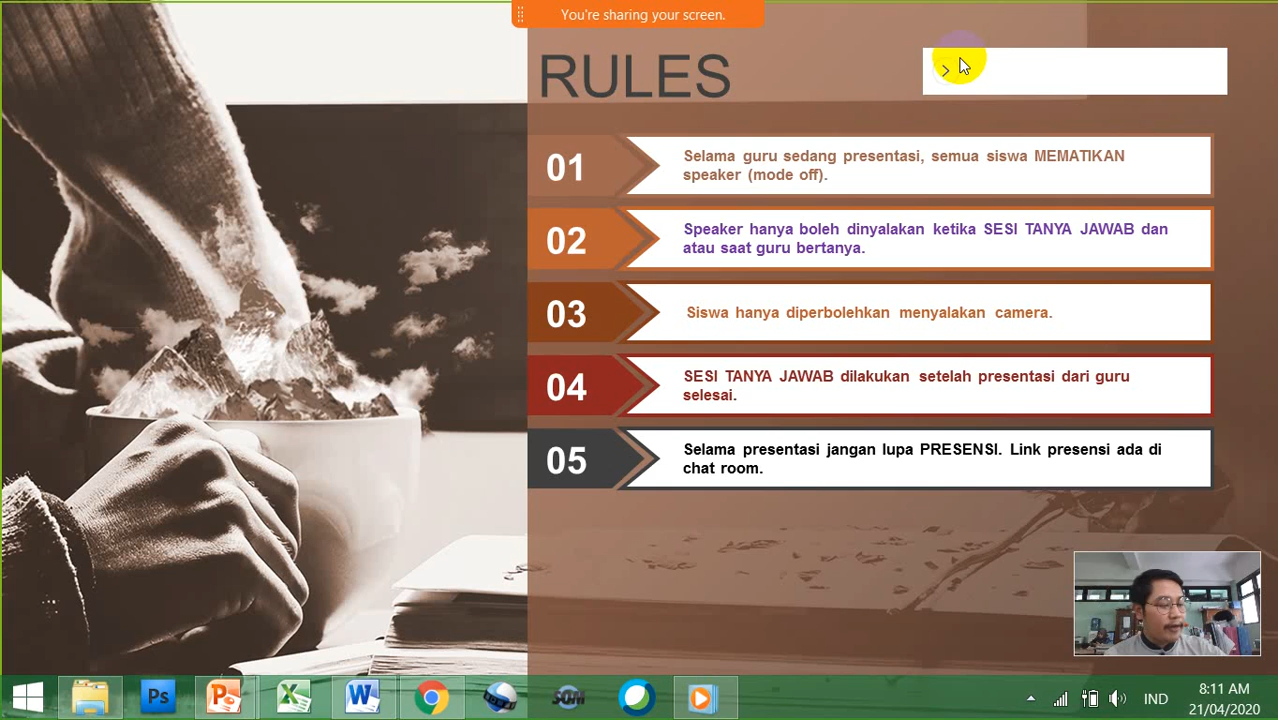 You're sharing your screen.
RULES
>
01
Selama guru sedang presentasi, semua siswa MEMATIKAN
speaker (mode off).
02
Speaker hanya boleh dinyalakan ketika SESI TANYA JAWAB dan
atau saat guru bertanya.
03
Siswa hanya diperbolehkan menyalakan camera.
04
SESI TANYA JAWAB dilakukan setelah presentasi dari guru
selesai.
05
Selama presentasi jangan lupa PRESENSI. Link presensi ada di
chat room.
Ps
P
X
W
SCM
IND
8:11 AM
21/04/2020